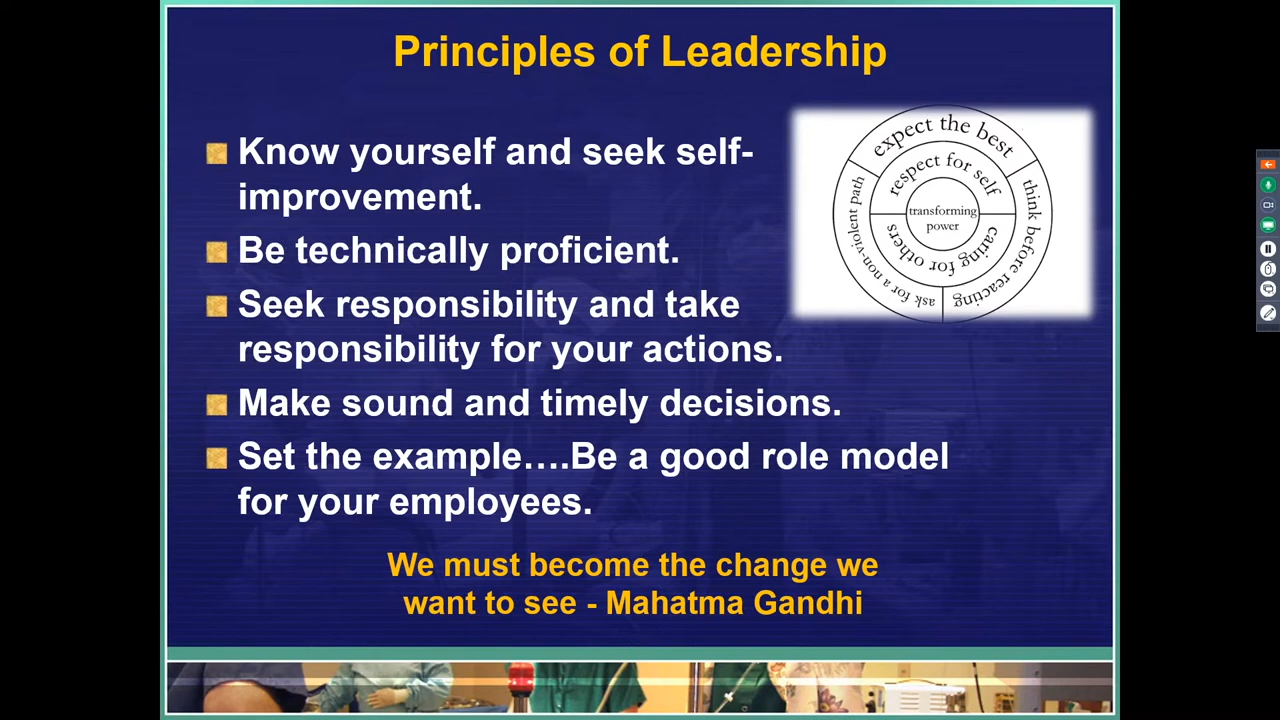 Principles of Leadership
Know yourself and seek self-
improvement.
Be technically proficient.
Seek responsibility and take
responsibility for your actions.
Make sound and timely decisions.
Set the example….Be a good role model
for your employees.
expect the best
think before reacting
ask for a non-violent path
respect for self
caring for others
transforming
power
We must become the change we
want to see - Mahatma Gandhi